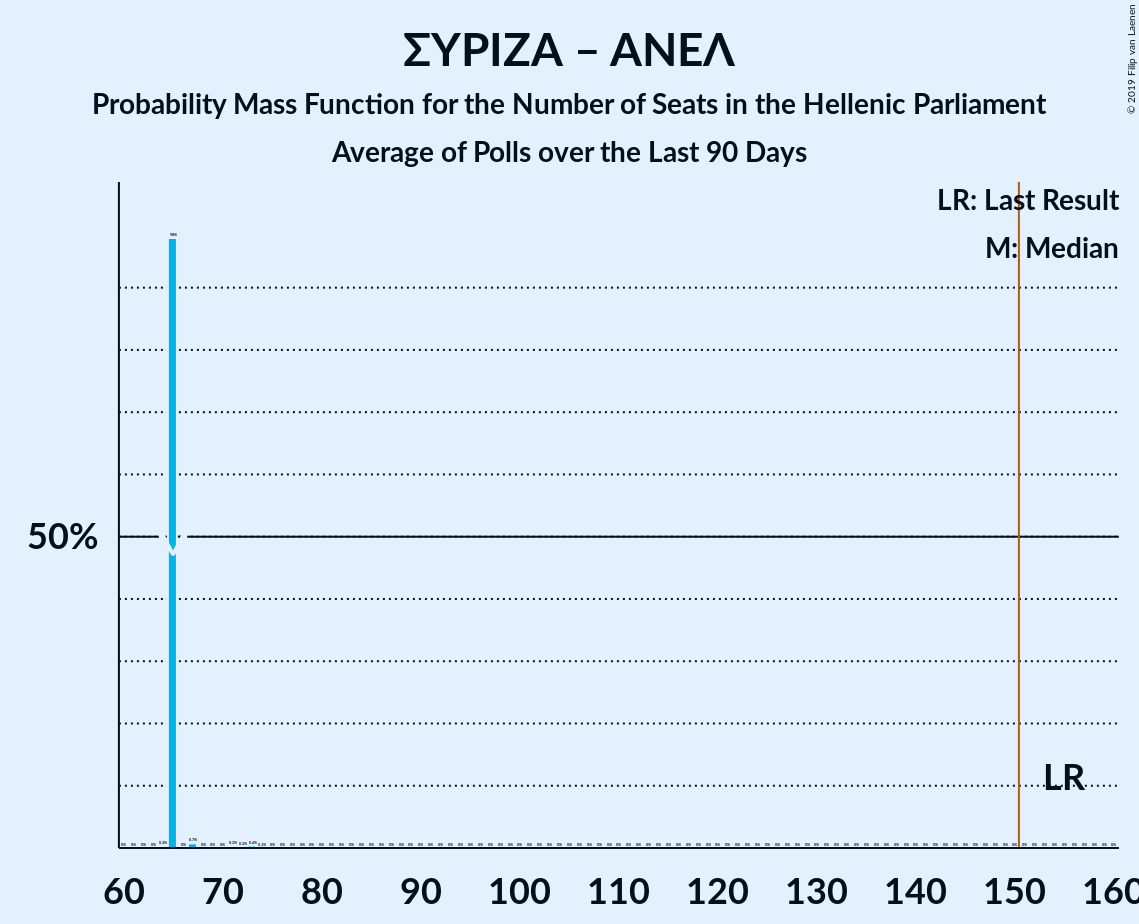 ΣΥΡΙΖΑ – ΑΝΕΛ
Probability Mass Function for the Number of Seats in the Hellenic Parliament
Average of Polls over the Last 90 Days
© 2019 Filip van Laenen
LR: Last Result
M: Median
50%
M
LR
60 70 80 90 100 110 120 130 140 150 160